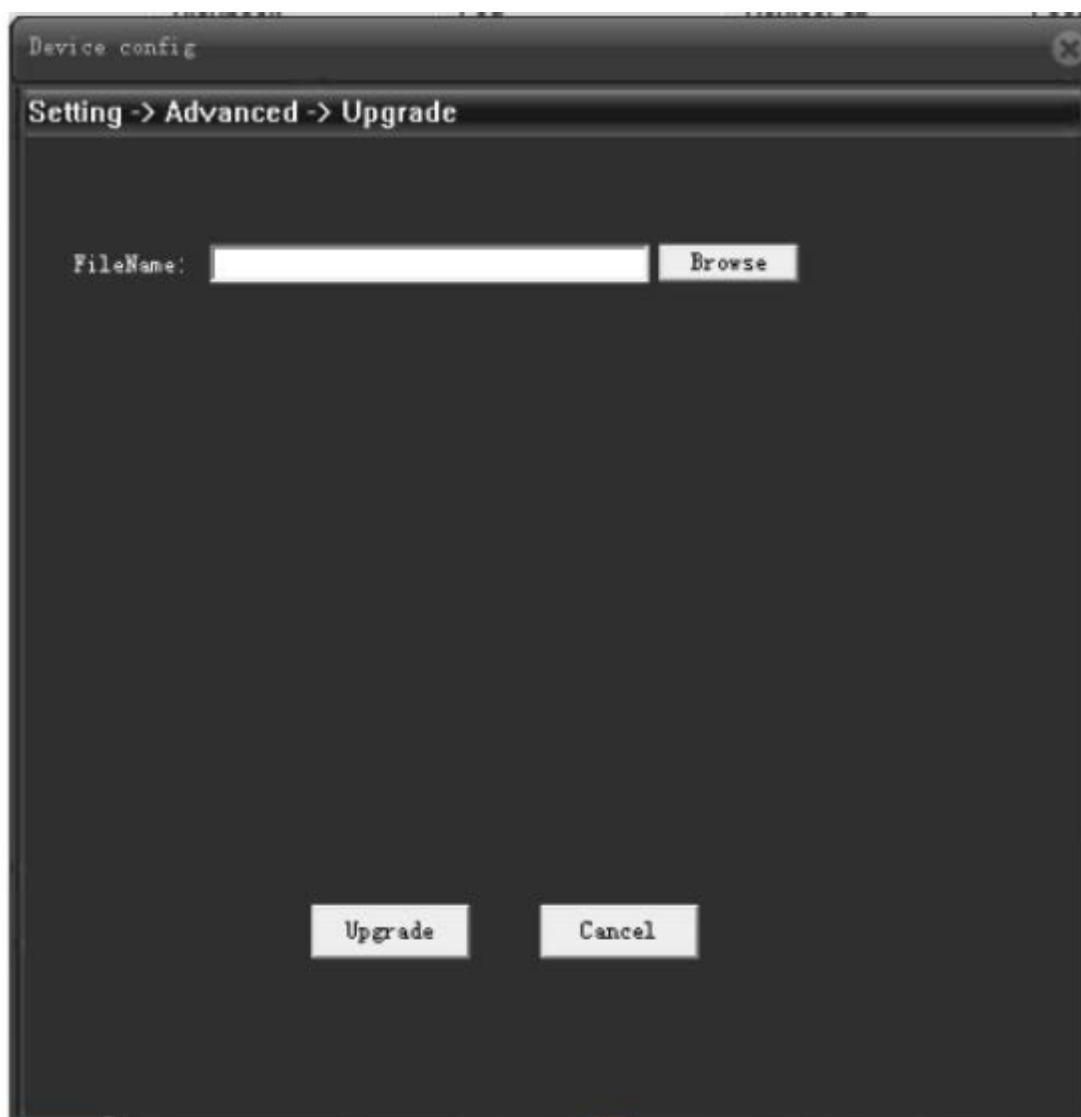 Device config
Setting -> Advanced -> Upgrade
FileName:
Browse
Upgrade
Cancel